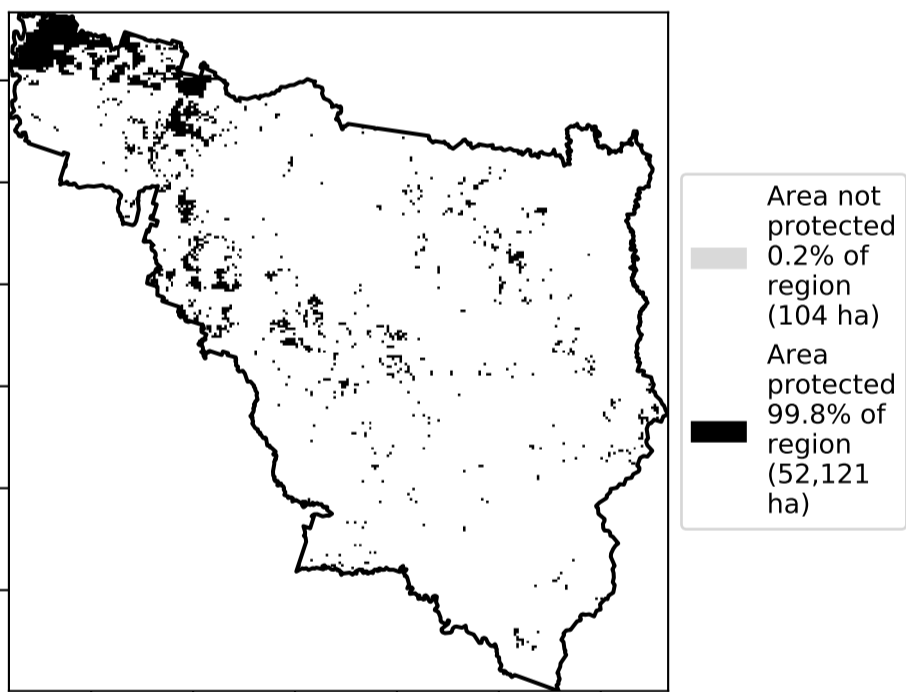 Area not
protected
0.2% of
region
(104 ha)
Area
protected
99.8% of
region
(52,121
ha)